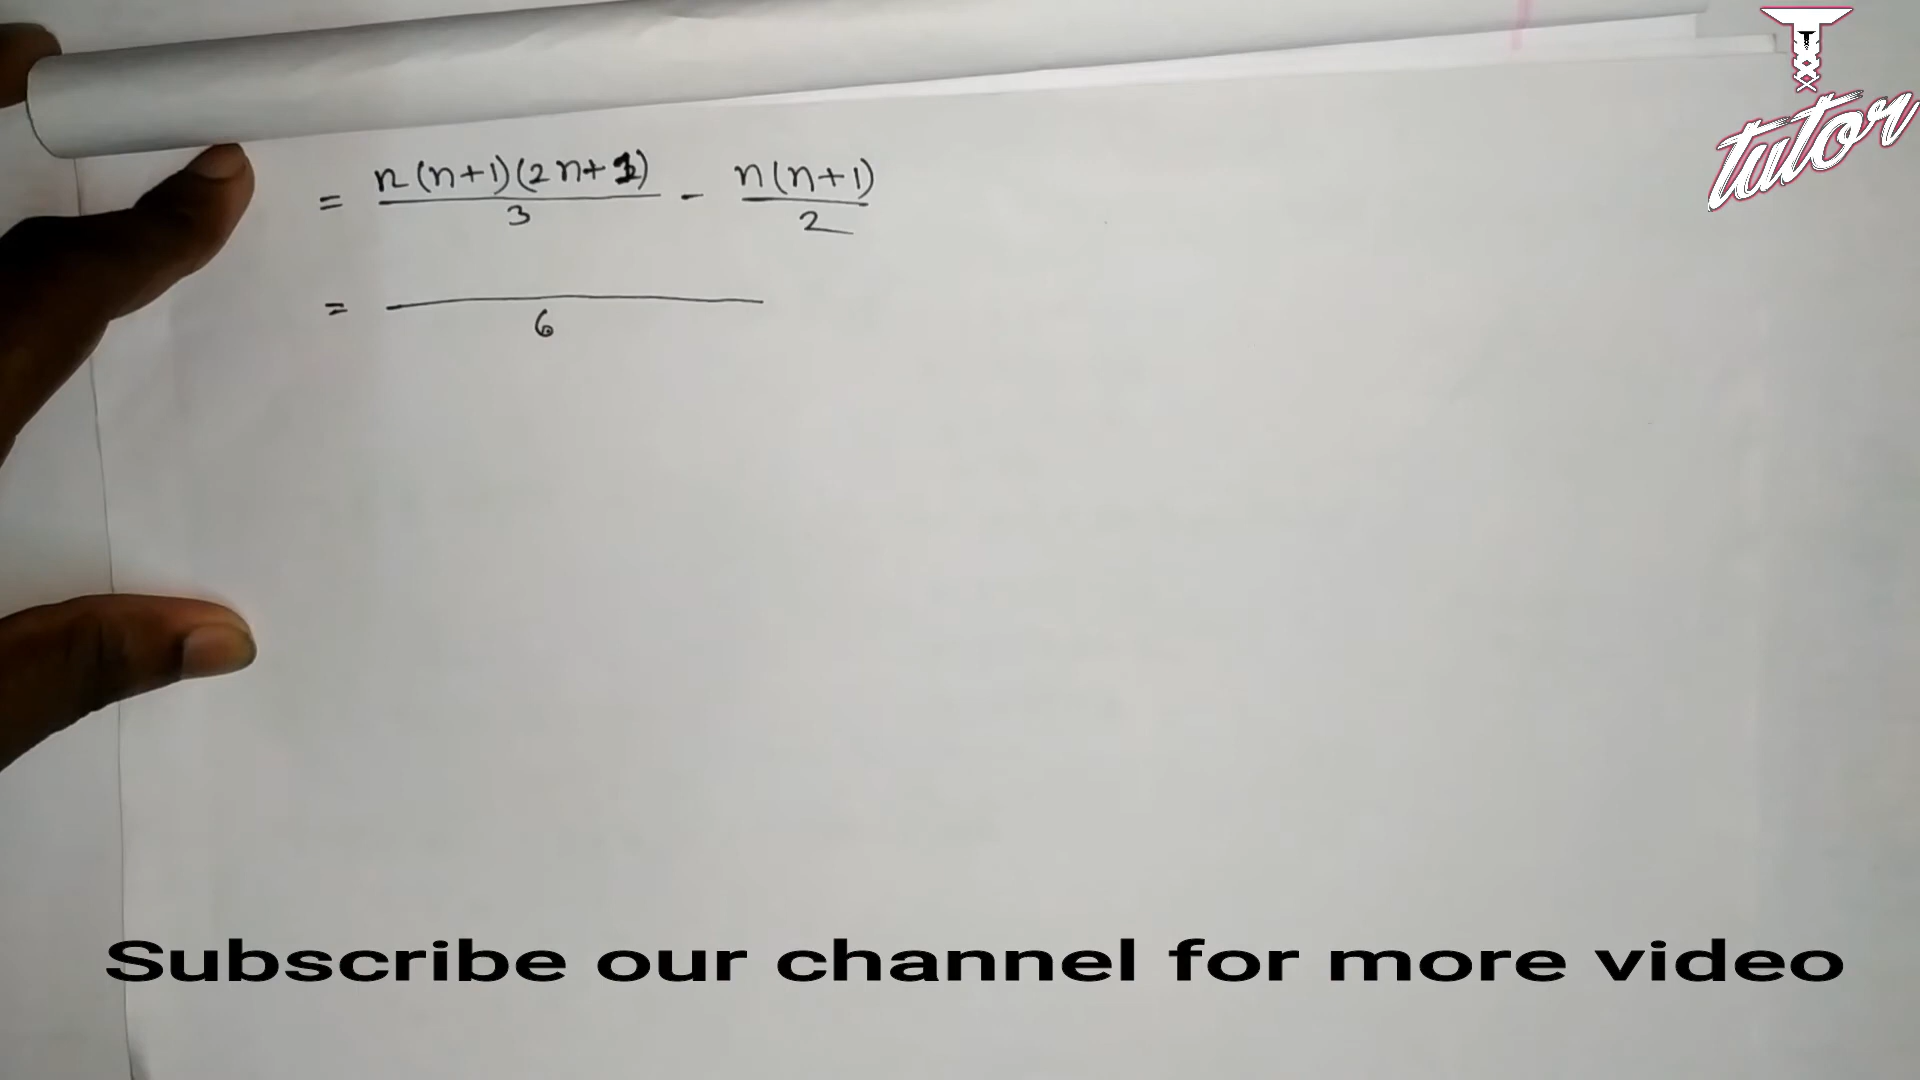 T
tutor
= n(n+1)(2n+1)/3 - n(n+1)/2
= /6
Subscribe our channel for more video